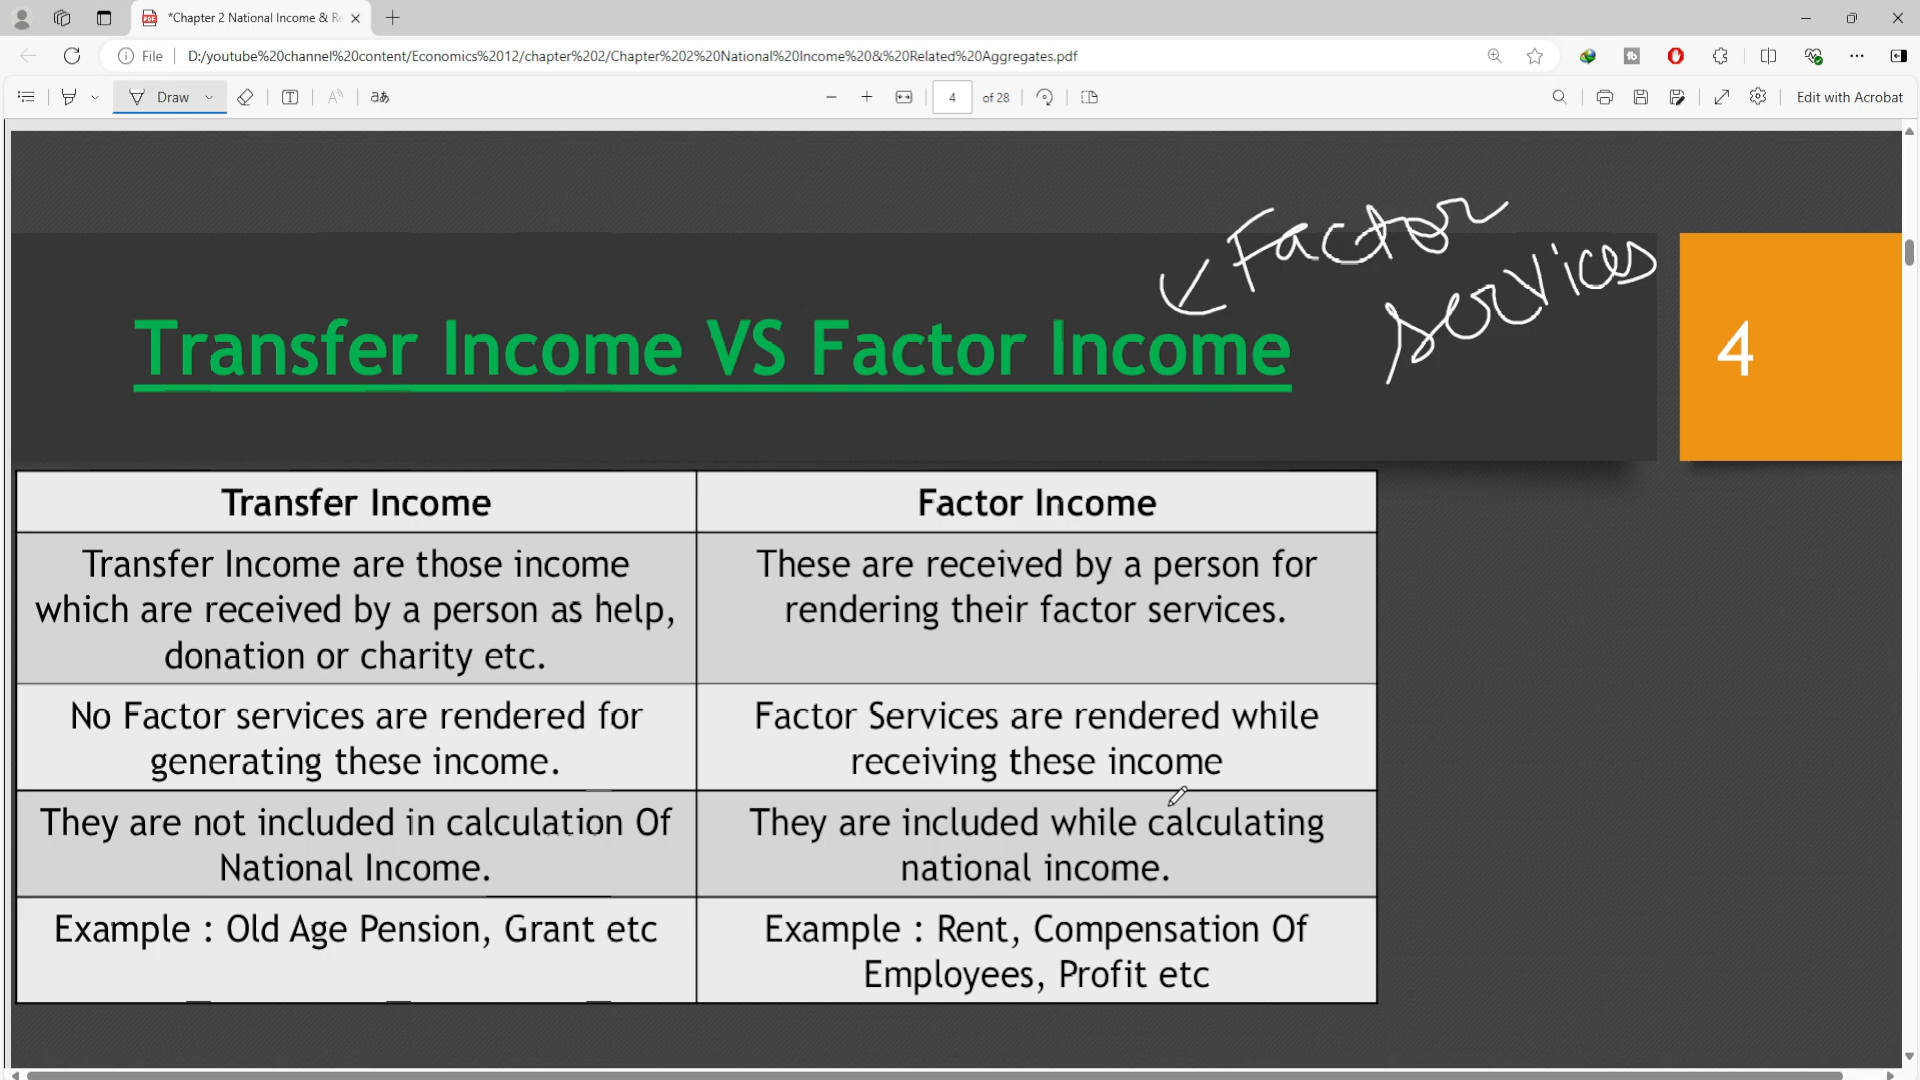 *Chapter 2 National Income & Re
File
D:/youtube%20channel%20content/Economics%2012/chapter%202/Chapter%202%20National%20Income%20&%20Related%20Aggregates.pdf
Draw
4 of 28
Edit with Acrobat
Factor
Services
Transfer Income VS Factor Income
4
Transfer Income
Factor Income
Transfer Income are those income
which are received by a person as help,
donation or charity etc.
These are received by a person for
rendering their factor services.
No Factor services are rendered for
generating these income.
Factor Services are rendered while
receiving these income
They are not included in calculation Of
National Income.
They are included while calculating
national income.
Example : Old Age Pension, Grant etc
Example : Rent, Compensation Of
Employees, Profit etc